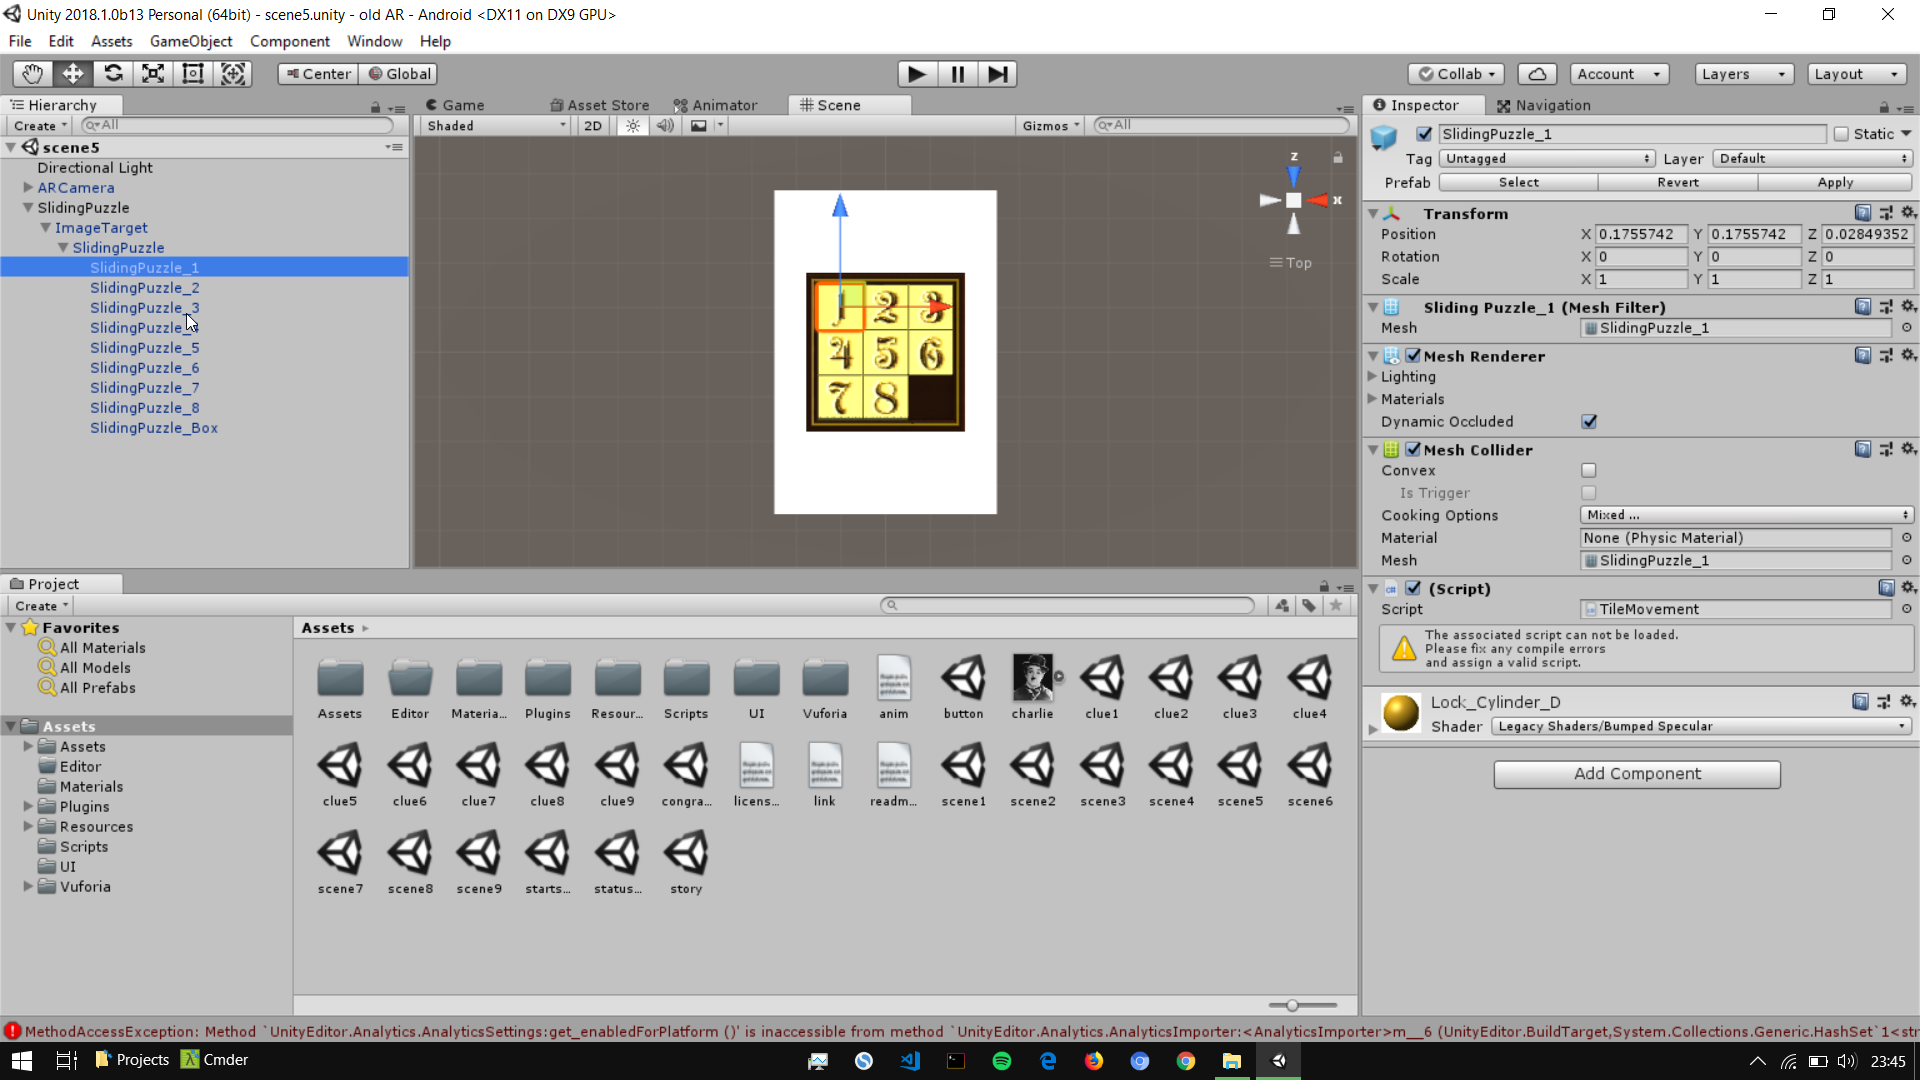 Unity 2018.1.0b13 Personal (64bit) - scene5.unity - old AR - Android <DX11 on DX9 GPU>
File Edit Assets GameObject Component Window Help
Center Global Collab Account Layers Layout
Hierarchy
Create All
scene5
Directional Light
ARCamera
SlidingPuzzle
ImageTarget
SlidingPuzzle
SlidingPuzzle_1
SlidingPuzzle_2
SlidingPuzzle_3
SlidingPuzzle_
SlidingPuzzle_5
SlidingPuzzle_6
SlidingPuzzle_7
SlidingPuzzle_8
SlidingPuzzle_Box
Game Asset Store Animator Scene
Shaded 2D Gizmos All
z
x
Top
1 2 3
4 5 6
7 8
Inspector Navigation
SlidingPuzzle_1 Static
Tag Untagged Layer Default
Prefab Select Revert Apply
Transform
Position X 0.1755742 Y 0.1755742 Z 0.02849352
Rotation X 0 Y 0 Z 0
Scale X 1 Y 1 Z 1
Sliding Puzzle_1 (Mesh Filter)
Mesh SlidingPuzzle_1
Mesh Renderer
Lighting
Materials
Dynamic Occluded
Mesh Collider
Convex
Is Trigger
Cooking Options Mixed ...
Material None (Physic Material)
Mesh SlidingPuzzle_1
(Script)
Script TileMovement
The associated script can not be loaded.
Please fix any compile errors
and assign a valid script.
Lock_Cylinder_D
Shader Legacy Shaders/Bumped Specular
Add Component
Project
Create
Favorites
All Materials
All Models
All Prefabs
Assets
Assets
Editor
Materials
Plugins
Resources
Scripts
UI
Vuforia
Assets
Assets Editor Materia... Plugins Resour... Scripts UI Vuforia anim button charlie clue1 clue2 clue3 clue4
clue5 clue6 clue7 clue8 clue9 congra... licens... link readm... scene1 scene2 scene3 scene4 scene5 scene6
scene7 scene8 scene9 starts... status... story
MethodAccessException: Method `UnityEditor.Analytics.AnalyticsSettings:get_enabledForPlatform ()' is inaccessible from method `UnityEditor.Analytics.AnalyticsImporter:<AnalyticsImporter>m__6 (UnityEditor.BuildTarget,System.Collections.Generic.HashSet`1<str
Projects Cmder 23:45